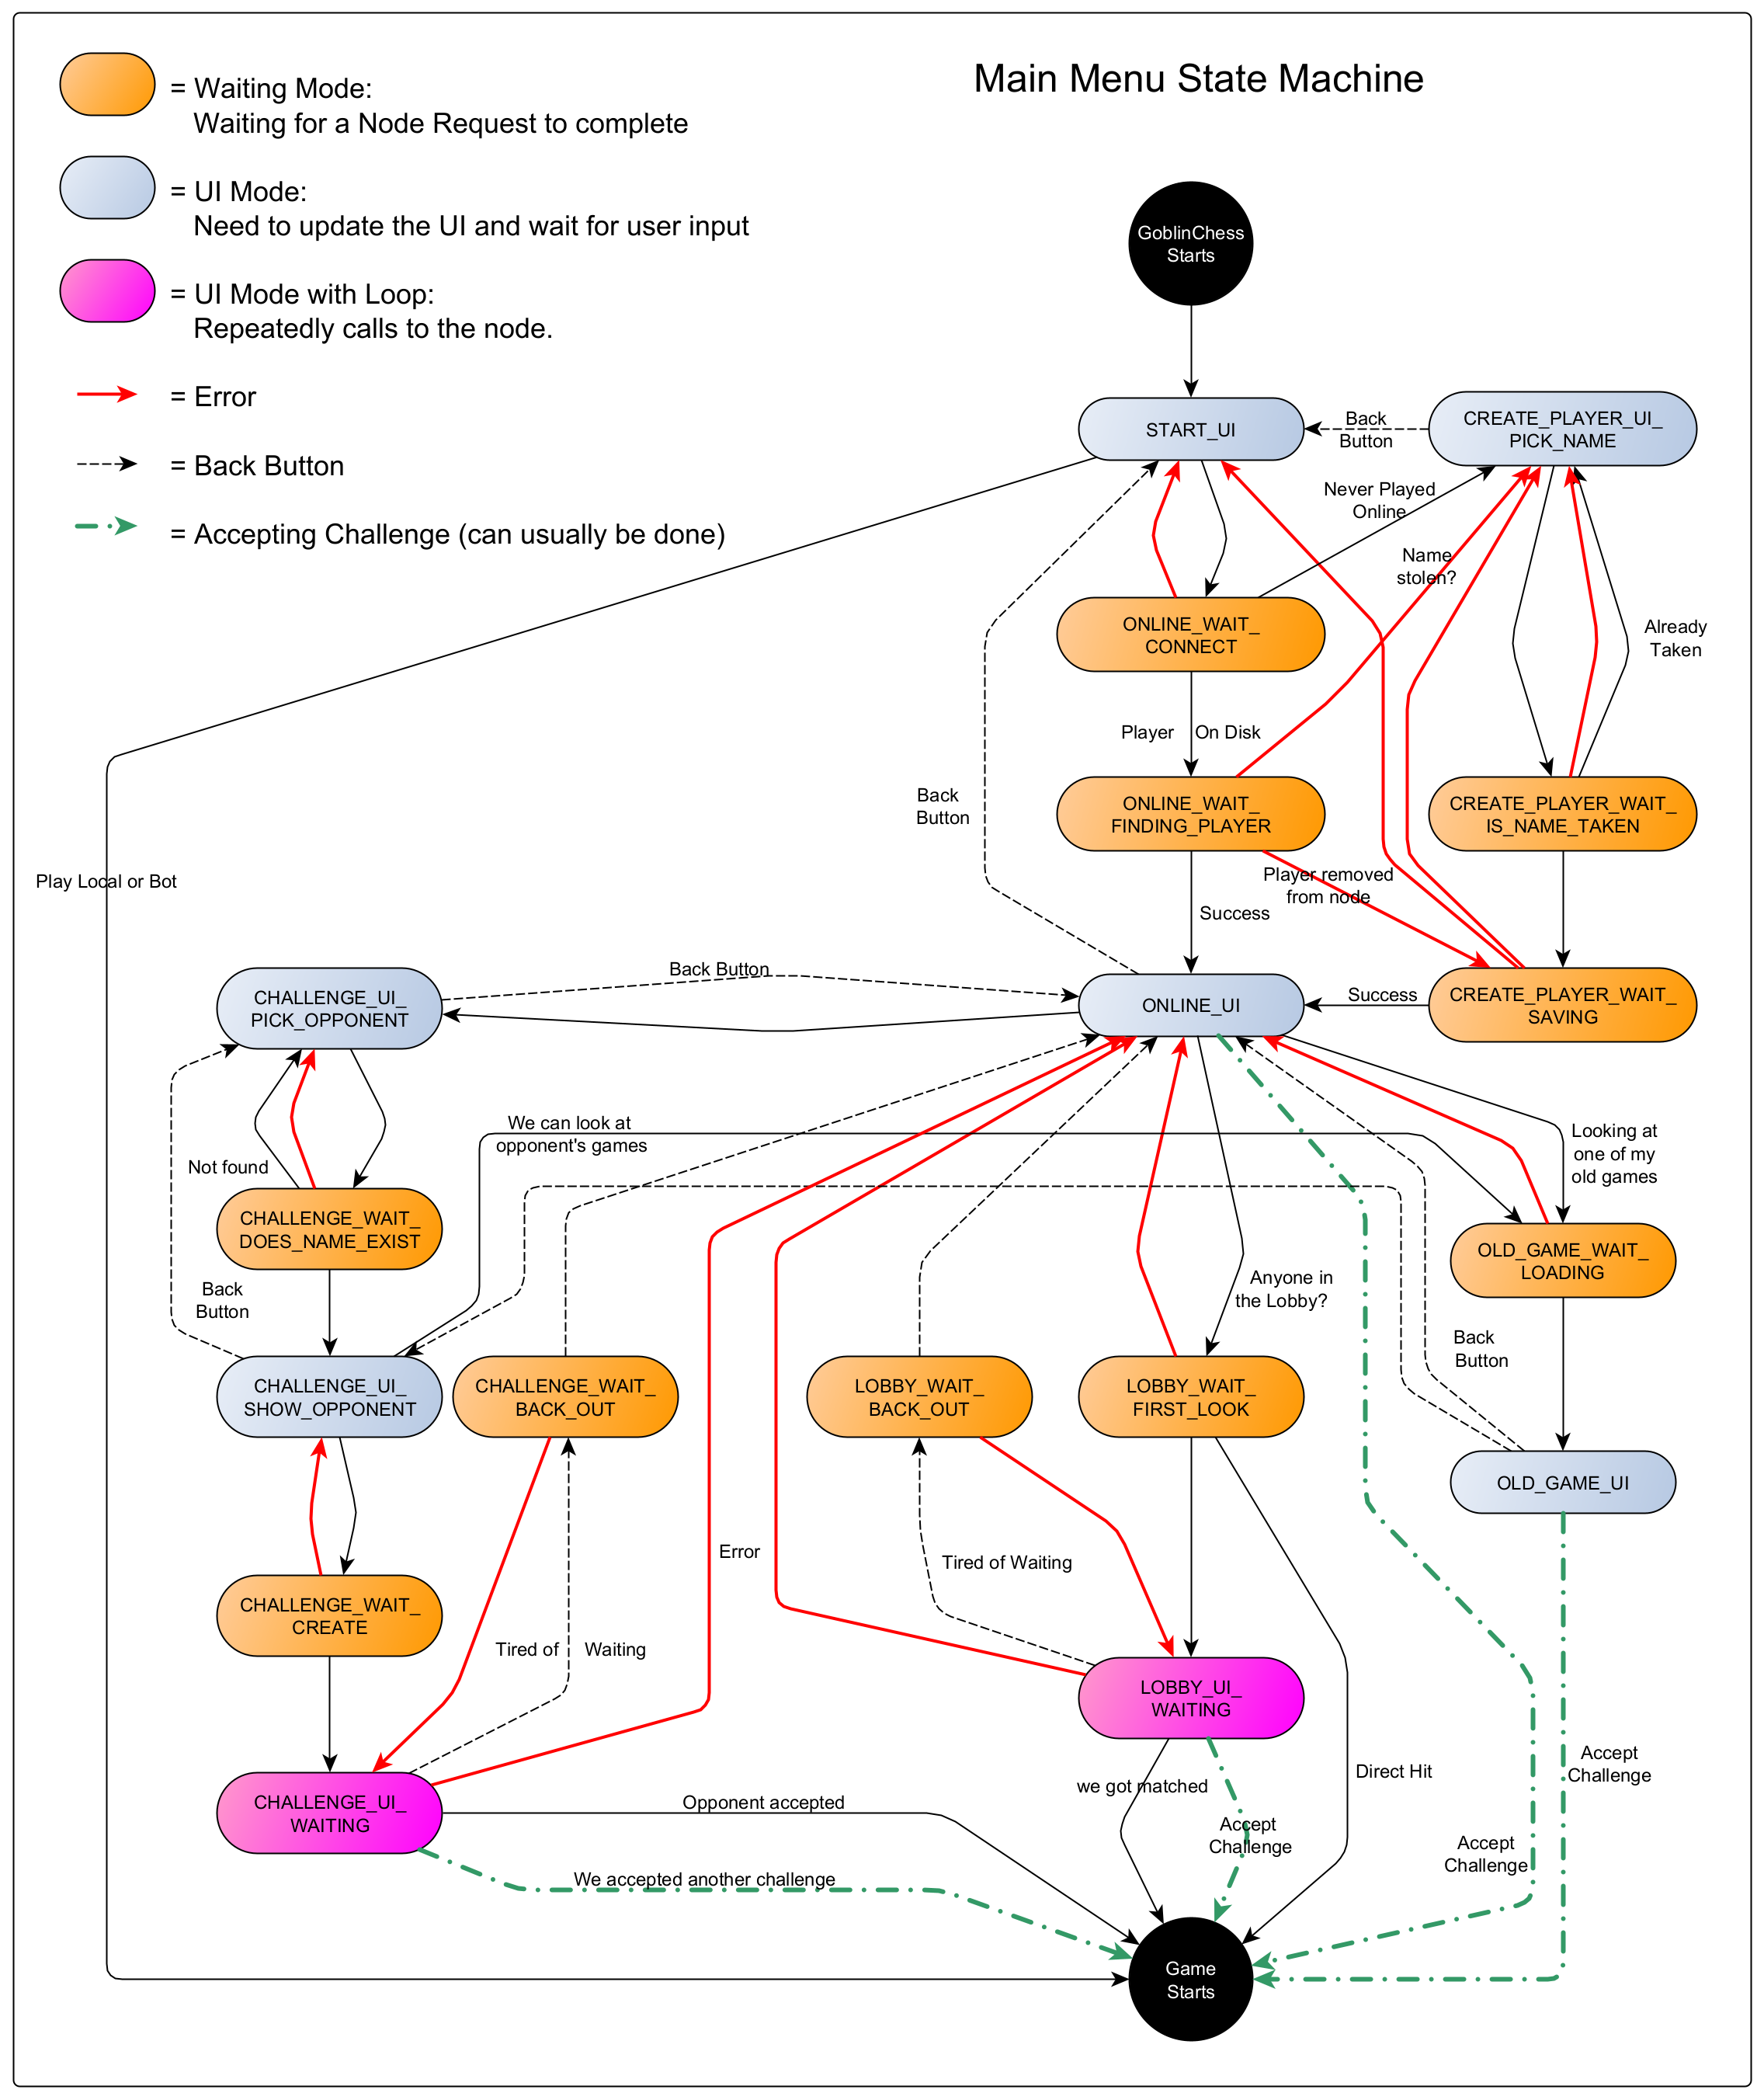 Main Menu State Machine
= Waiting Mode:
Waiting for a Node Request to complete
= UI Mode:
Need to update the UI and wait for user input
= UI Mode with Loop:
Repeatedly calls to the node.
= Error
= Back Button
= Accepting Challenge (can usually be done)
GoblinChess
Starts
START_UI
Back
Button
CREATE_PLAYER_UI_
PICK_NAME
Never Played
Online
Name
stolen?
ONLINE_WAIT_
CONNECT
Already
Taken
Player On Disk
Back
Button
ONLINE_WAIT_
FINDING_PLAYER
CREATE_PLAYER_WAIT_
IS_NAME_TAKEN
Play Local or Bot
Player removed
from node
Success
Back Button
CHALLENGE_UI_
PICK_OPPONENT
ONLINE_UI
Success
CREATE_PLAYER_WAIT_
SAVING
We can look at
opponent's games
Looking at
one of my
old games
Not found
CHALLENGE_WAIT_
DOES_NAME_EXIST
OLD_GAME_WAIT_
LOADING
Back
Button
Anyone in
the Lobby?
Back
Button
CHALLENGE_UI_
SHOW_OPPONENT
CHALLENGE_WAIT_
BACK_OUT
LOBBY_WAIT_
BACK_OUT
LOBBY_WAIT_
FIRST_LOOK
OLD_GAME_UI
Error
Tired of Waiting
CHALLENGE_WAIT_
CREATE
Tired of Waiting
LOBBY_UI_
WAITING
Accept
Challenge
Direct Hit
we got matched
CHALLENGE_UI_
WAITING
Opponent accepted
Accept
Challenge
Accept
Challenge
We accepted another challenge
Game
Starts